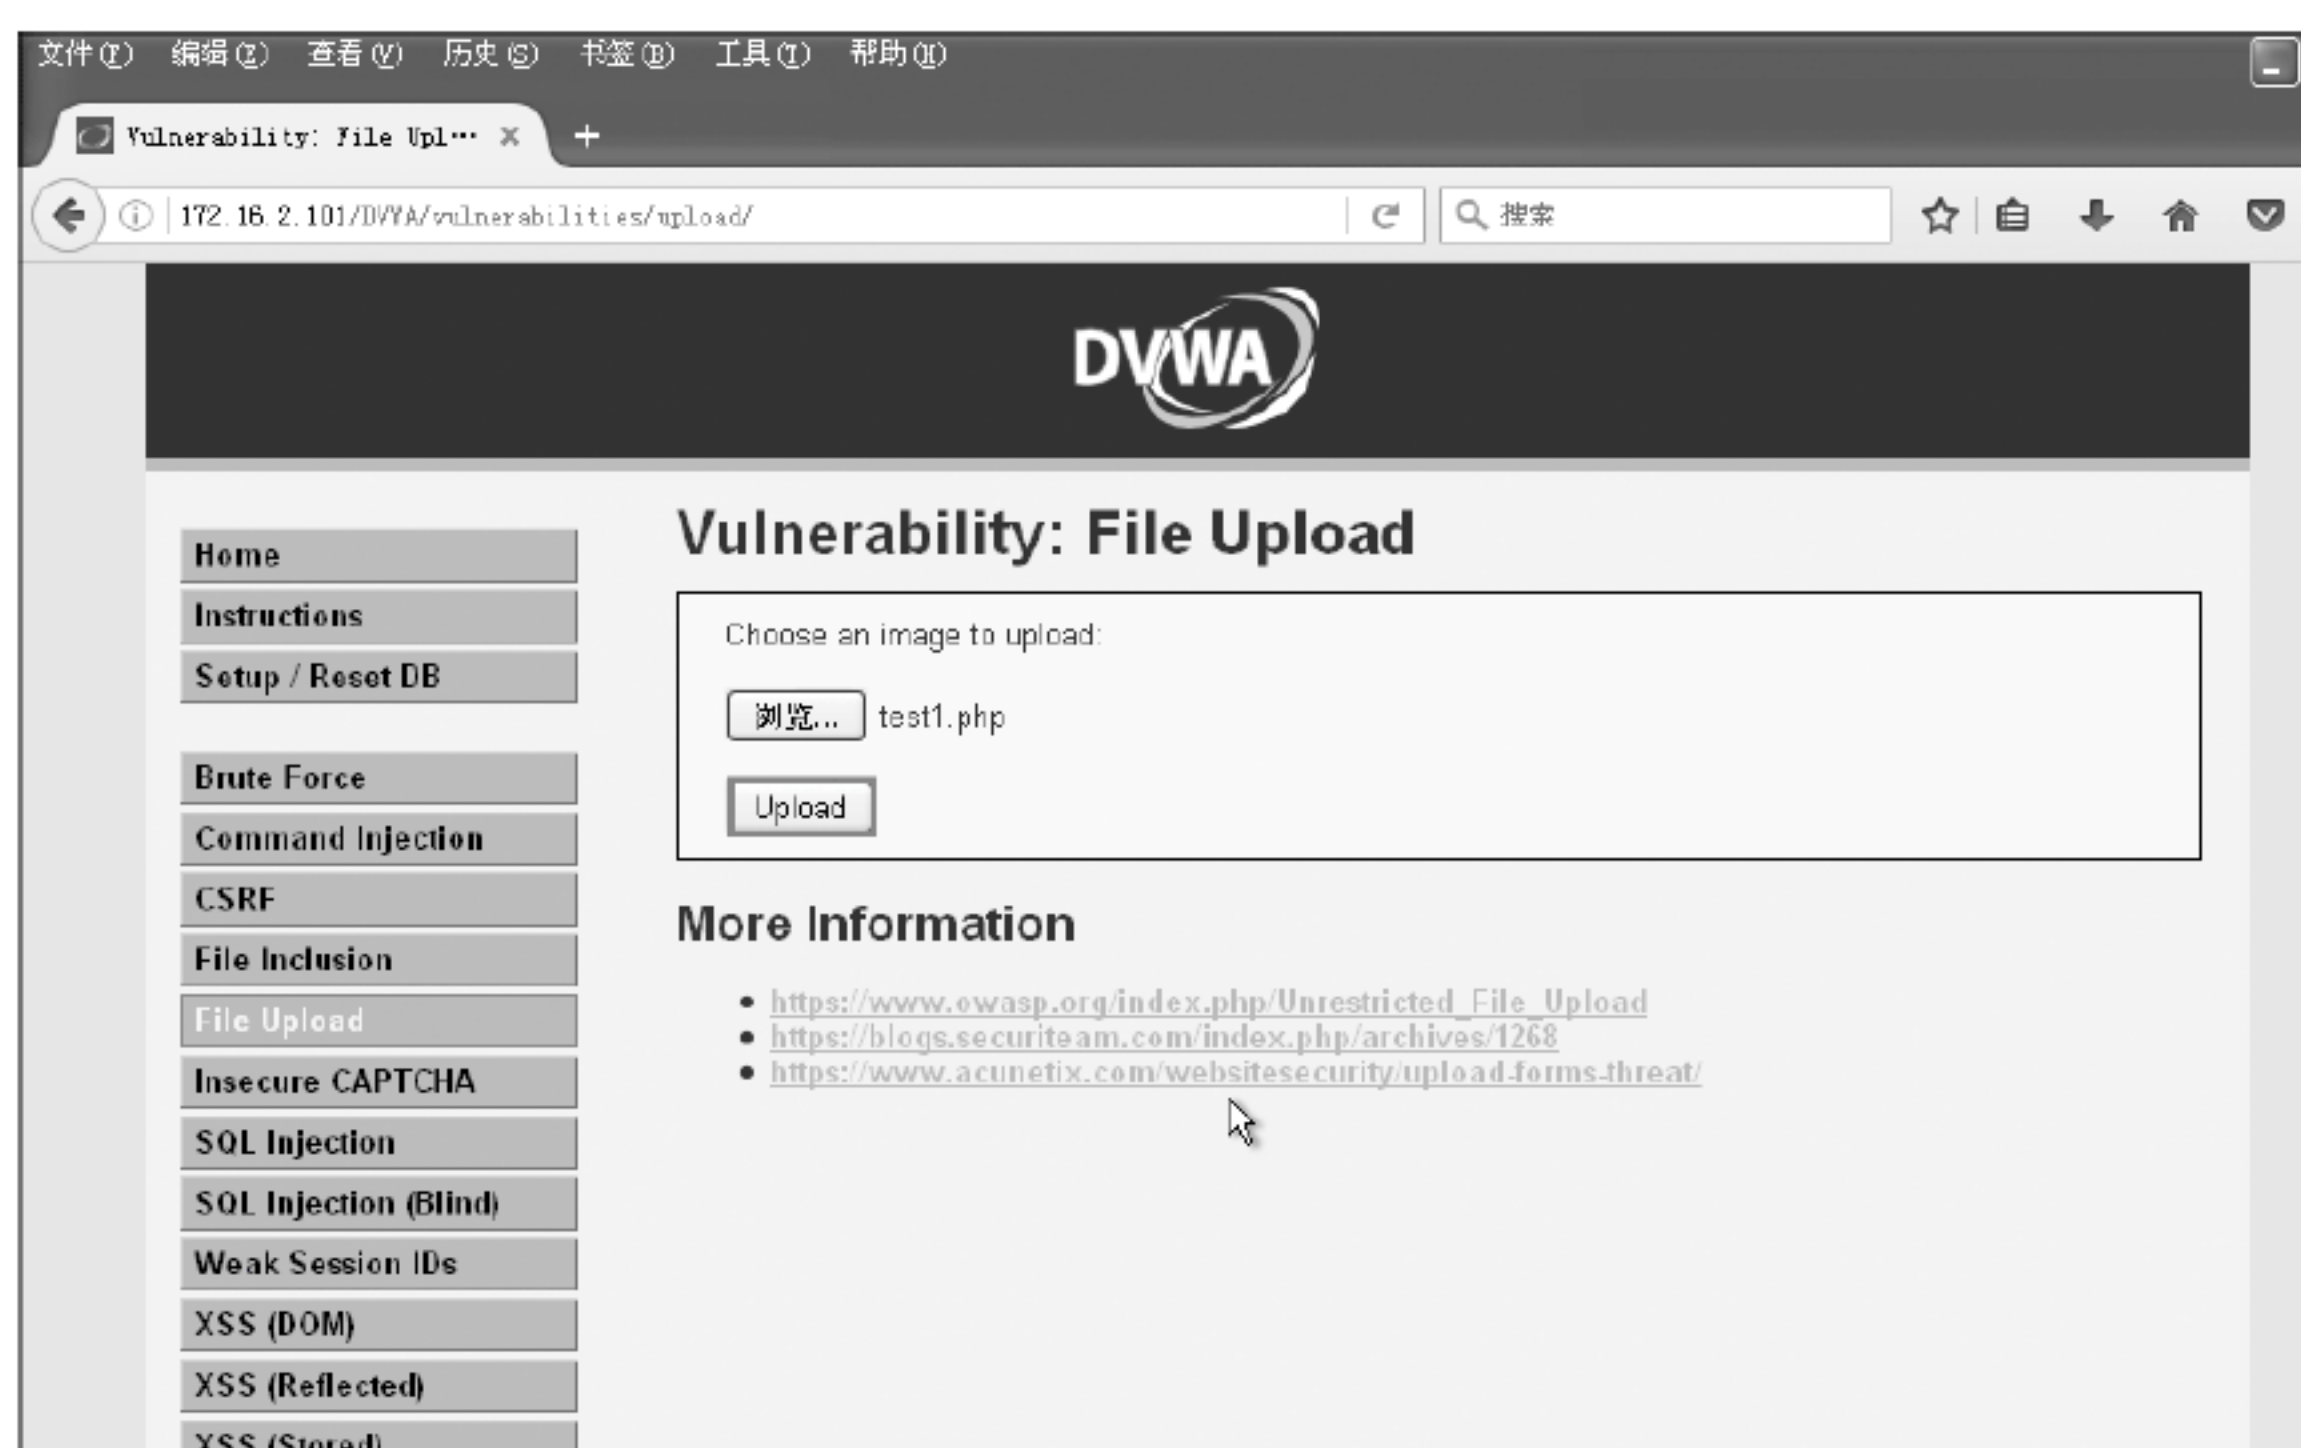 文件(F) 编辑(E) 查看(V) 历史(S) 书签(B) 工具(T) 帮助(H)
Vulnerability: File Upl...
172.16.2.101/DVWA/vulnerabilities/upload/
搜索
DVWA
Vulnerability: File Upload
Home
Instructions
Setup / Reset DB
Choose an image to upload:
浏览... test1.php
Upload
Brute Force
Command Injection
CSRF
File Inclusion
File Upload
Insecure CAPTCHA
SQL Injection
SQL Injection (Blind)
Weak Session IDs
XSS (DOM)
XSS (Reflected)
XSS (Stored)
More Information
https://www.owasp.org/index.php/Unrestricted_File_Upload
https://blogs.securiteam.com/index.php/archives/1268
https://www.acunetix.com/websitesecurity/upload-forms-threat/